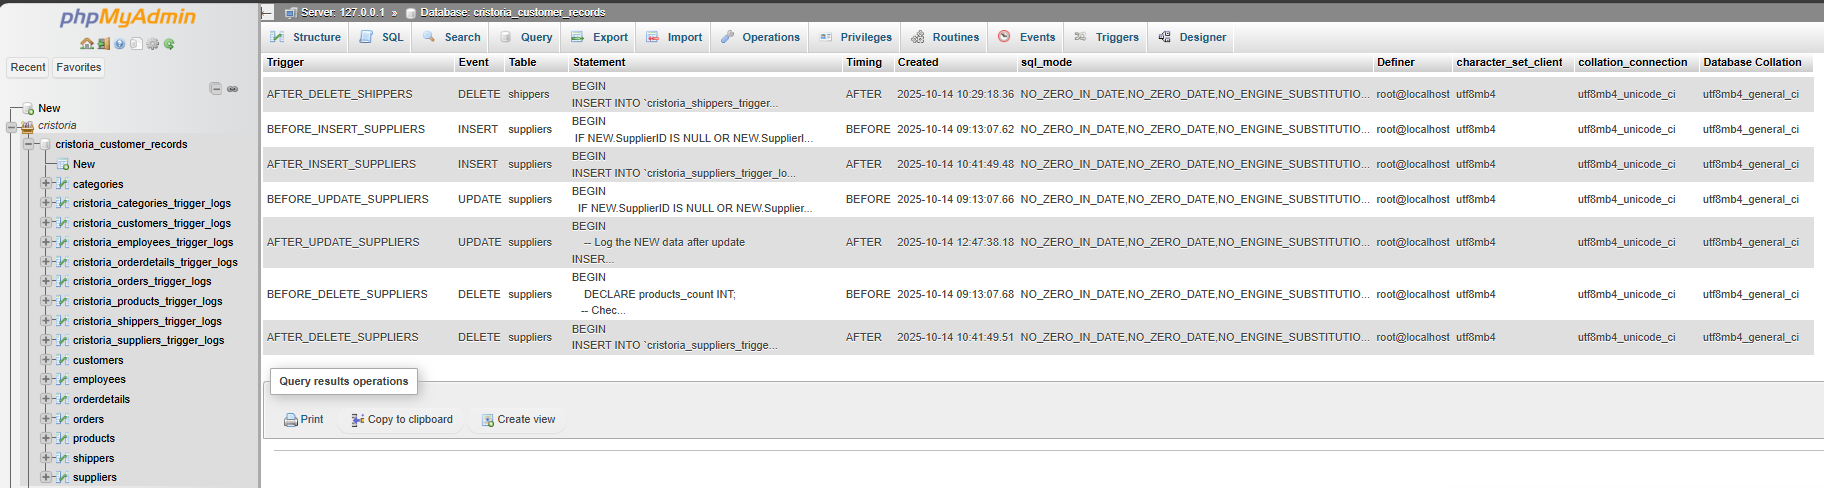 phpMyAdmin
Recent Favorites
New
cristoria
cristoria_customer_records
New
categories
cristoria_categories_trigger_logs
cristoria_customers_trigger_logs
cristoria_employees_trigger_logs
cristoria_orderdetails_trigger_logs
cristoria_orders_trigger_logs
cristoria_products_trigger_logs
cristoria_shippers_trigger_logs
cristoria_suppliers_trigger_logs
customers
employees
orderdetails
orders
products
shippers
suppliers
Server: 127.0.0.1 » Database: cristoria_customer_records
Structure SQL Search Query Export Import Operations Privileges Routines Events Triggers Designer
Trigger Event Table Statement Timing Created sql_mode Definer character_set_client collation_connection Database Collation
BEGIN
AFTER_DELETE_SHIPPERS DELETE shippers AFTER 2025-10-14 10:29:18.36 NO_ZERO_IN_DATE,NO_ZERO_DATE,NO_ENGINE_SUBSTITUTIO... root@localhost utf8mb4 utf8mb4_unicode_ci utf8mb4_general_ci
INSERT INTO `cristoria_shippers_trigger...
BEGIN
BEFORE_INSERT_SUPPLIERS INSERT suppliers BEFORE 2025-10-14 09:13:07.62 NO_ZERO_IN_DATE,NO_ZERO_DATE,NO_ENGINE_SUBSTITUTIO... root@localhost utf8mb4 utf8mb4_unicode_ci utf8mb4_general_ci
IF NEW.SupplierID IS NULL OR NEW.SupplierI...
BEGIN
AFTER_INSERT_SUPPLIERS INSERT suppliers AFTER 2025-10-14 10:41:49.48 NO_ZERO_IN_DATE,NO_ZERO_DATE,NO_ENGINE_SUBSTITUTIO... root@localhost utf8mb4 utf8mb4_unicode_ci utf8mb4_general_ci
INSERT INTO `cristoria_suppliers_trigger_lo...
BEGIN
BEFORE_UPDATE_SUPPLIERS UPDATE suppliers BEFORE 2025-10-14 09:13:07.66 NO_ZERO_IN_DATE,NO_ZERO_DATE,NO_ENGINE_SUBSTITUTIO... root@localhost utf8mb4 utf8mb4_unicode_ci utf8mb4_general_ci
IF NEW.SupplierID IS NULL OR NEW.Supplier...
BEGIN
AFTER_UPDATE_SUPPLIERS UPDATE suppliers -- Log the NEW data after update AFTER 2025-10-14 12:47:38.18 NO_ZERO_IN_DATE,NO_ZERO_DATE,NO_ENGINE_SUBSTITUTIO... root@localhost utf8mb4 utf8mb4_unicode_ci utf8mb4_general_ci
INSER...
BEGIN
BEFORE_DELETE_SUPPLIERS DELETE suppliers DECLARE products_count INT; BEFORE 2025-10-14 09:13:07.68 NO_ZERO_IN_DATE,NO_ZERO_DATE,NO_ENGINE_SUBSTITUTIO... root@localhost utf8mb4 utf8mb4_unicode_ci utf8mb4_general_ci
-- Chec...
BEGIN
AFTER_DELETE_SUPPLIERS DELETE suppliers AFTER 2025-10-14 10:41:49.51 NO_ZERO_IN_DATE,NO_ZERO_DATE,NO_ENGINE_SUBSTITUTIO... root@localhost utf8mb4 utf8mb4_unicode_ci utf8mb4_general_ci
INSERT INTO `cristoria_suppliers_trigge...
Query results operations
Print Copy to clipboard Create view